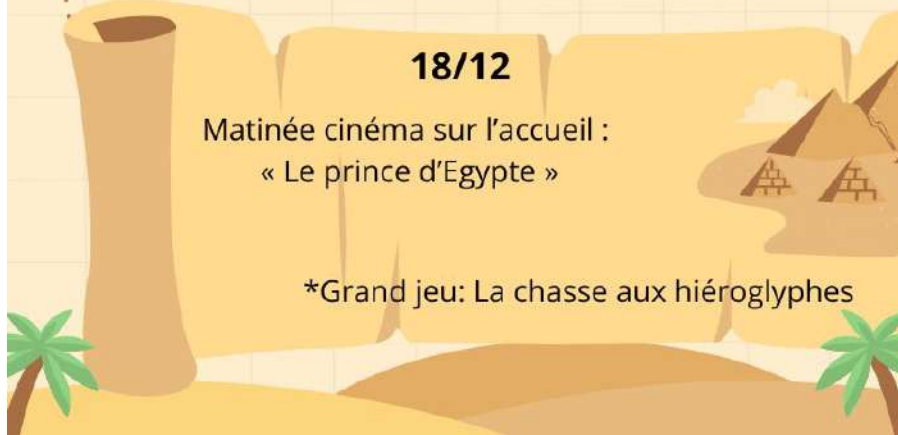 18/12
Matinée cinéma sur l'accueil :
« Le prince d'Egypte »
*Grand jeu: La chasse aux hiéroglyphes